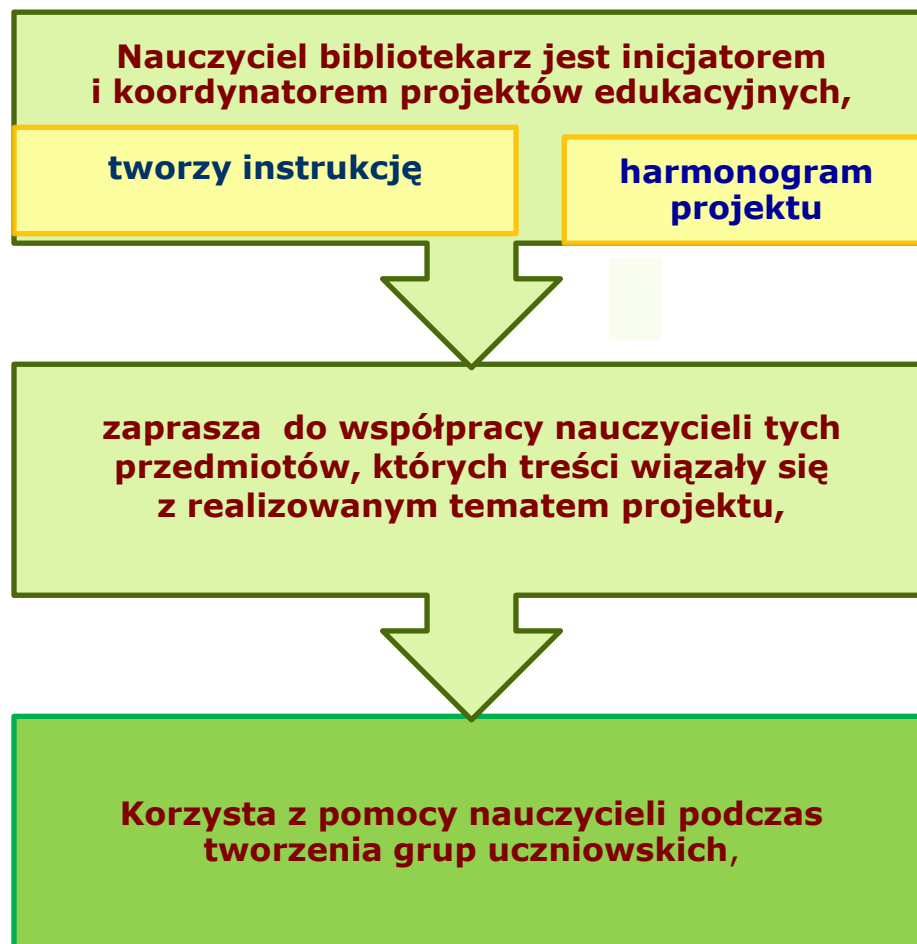 Nauczyciel bibliotekarz jest inicjatorem
i koordynatorem projektów edukacyjnych,
tworzy instrukcję
harmonogram
projektu
zaprasza do współpracy nauczycieli tych
przedmiotów, których treści wiązały się
z realizowanym tematem projektu,
Korzysta z pomocy nauczycieli podczas
tworzenia grup uczniowskich,